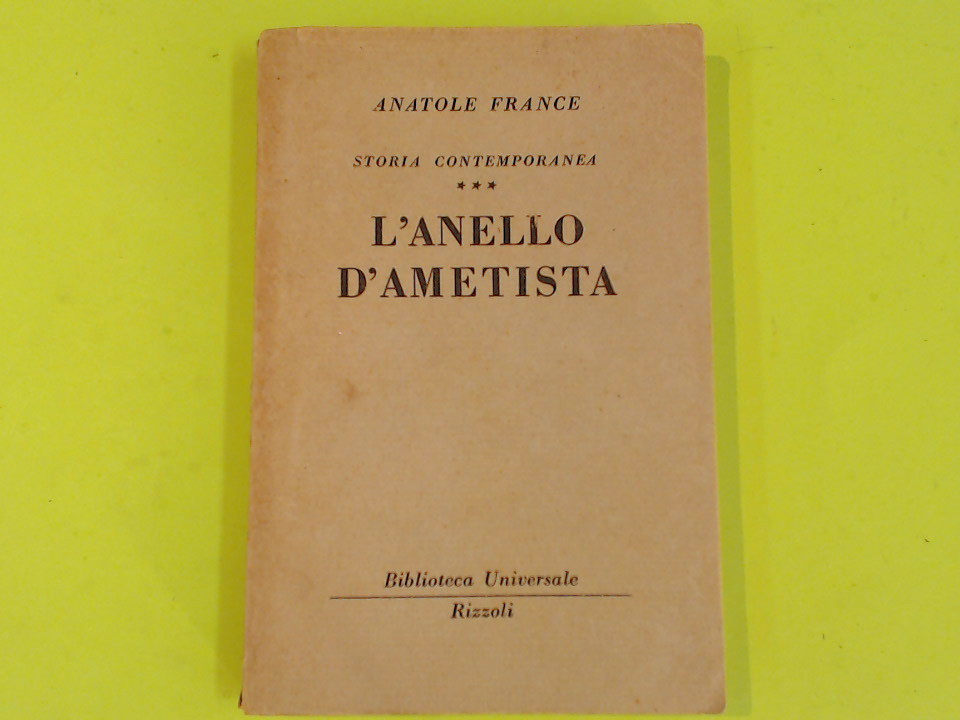 ANATOLE FRANCE
STORIA CONTEMPORANEA
★★★
L'ANELLO
D'AMETISTA
Biblioteca Universale
Rizzoli